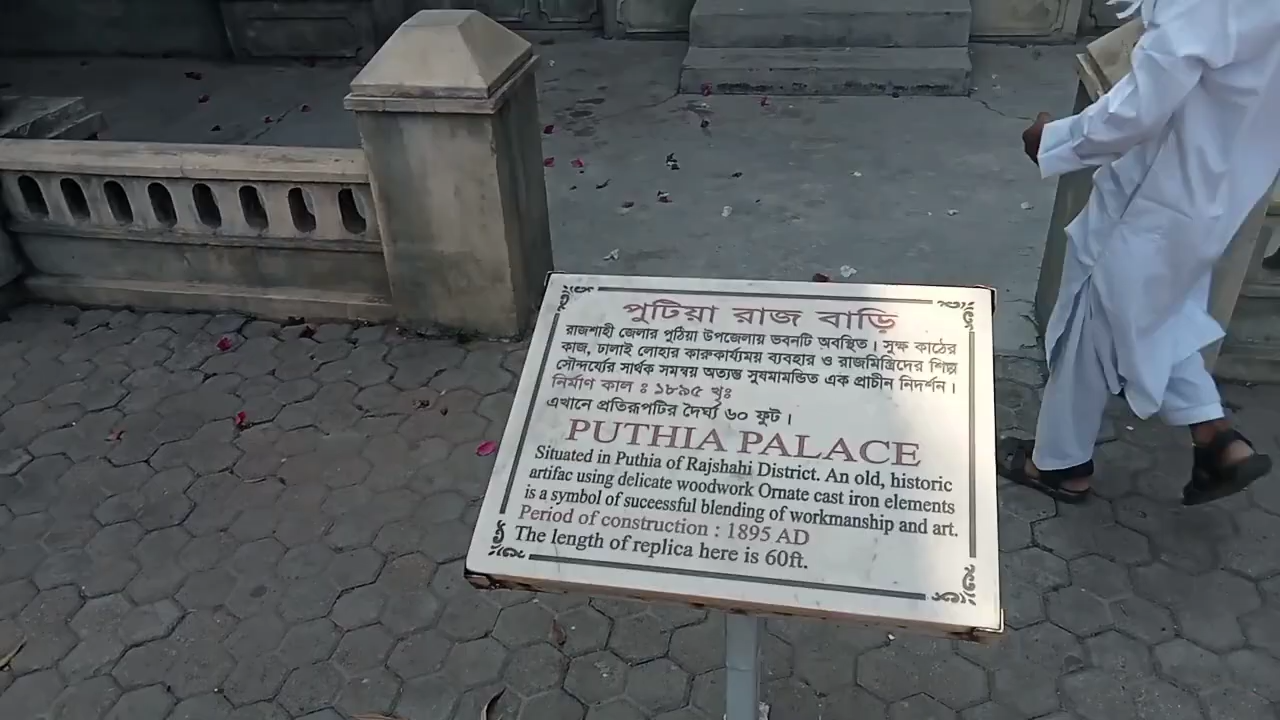 পুটিয়া রাজ বাড়ি
রাজশাহী জেলার পুঠিয়া উপজেলায় ভবনটি অবস্থিত। সুক্ষ কাঠের
কাজ, ঢালাই লোহার কারুকার্য্যময় ব্যবহার ও রাজমিস্ত্রিদের শিল্প
সৌন্দর্য্যের সার্থক সমন্বয় অত্যন্ত সুষমামন্ডিত এক প্রাচীন নিদর্শন।
নির্মাণ কাল : ১৮৯৫ খৃঃ
এখানে প্রতিরূপটির দৈর্ঘ্য ৬০ ফুট।
PUTHIA PALACE
Situated in Puthia of Rajshahi District. An old, historic
artifac using delicate woodwork Ornate cast iron elements
is a symbol of suceessful blending of workmanship and art.
Period of construction : 1895 AD
The length of replica here is 60ft.